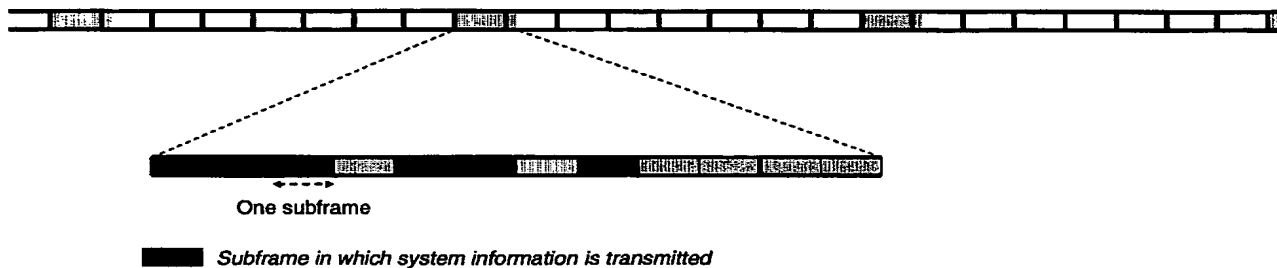 One subframe
Subframe in which system information is transmitted